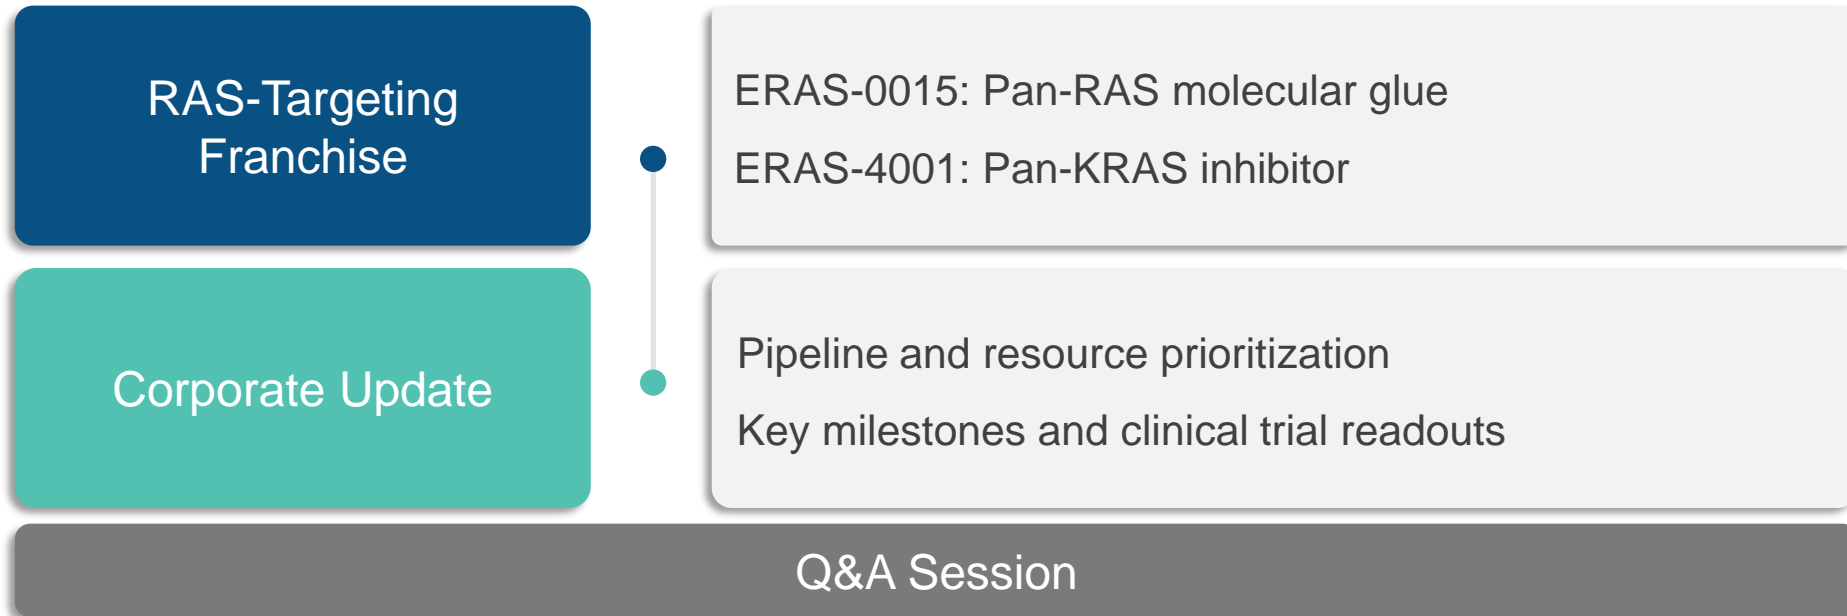 RAS-Targeting
Franchise
ERAS-0015: Pan-RAS molecular glue
ERAS-4001: Pan-KRAS inhibitor
Corporate Update
Pipeline and resource prioritization
Key milestones and clinical trial readouts
Q&A Session